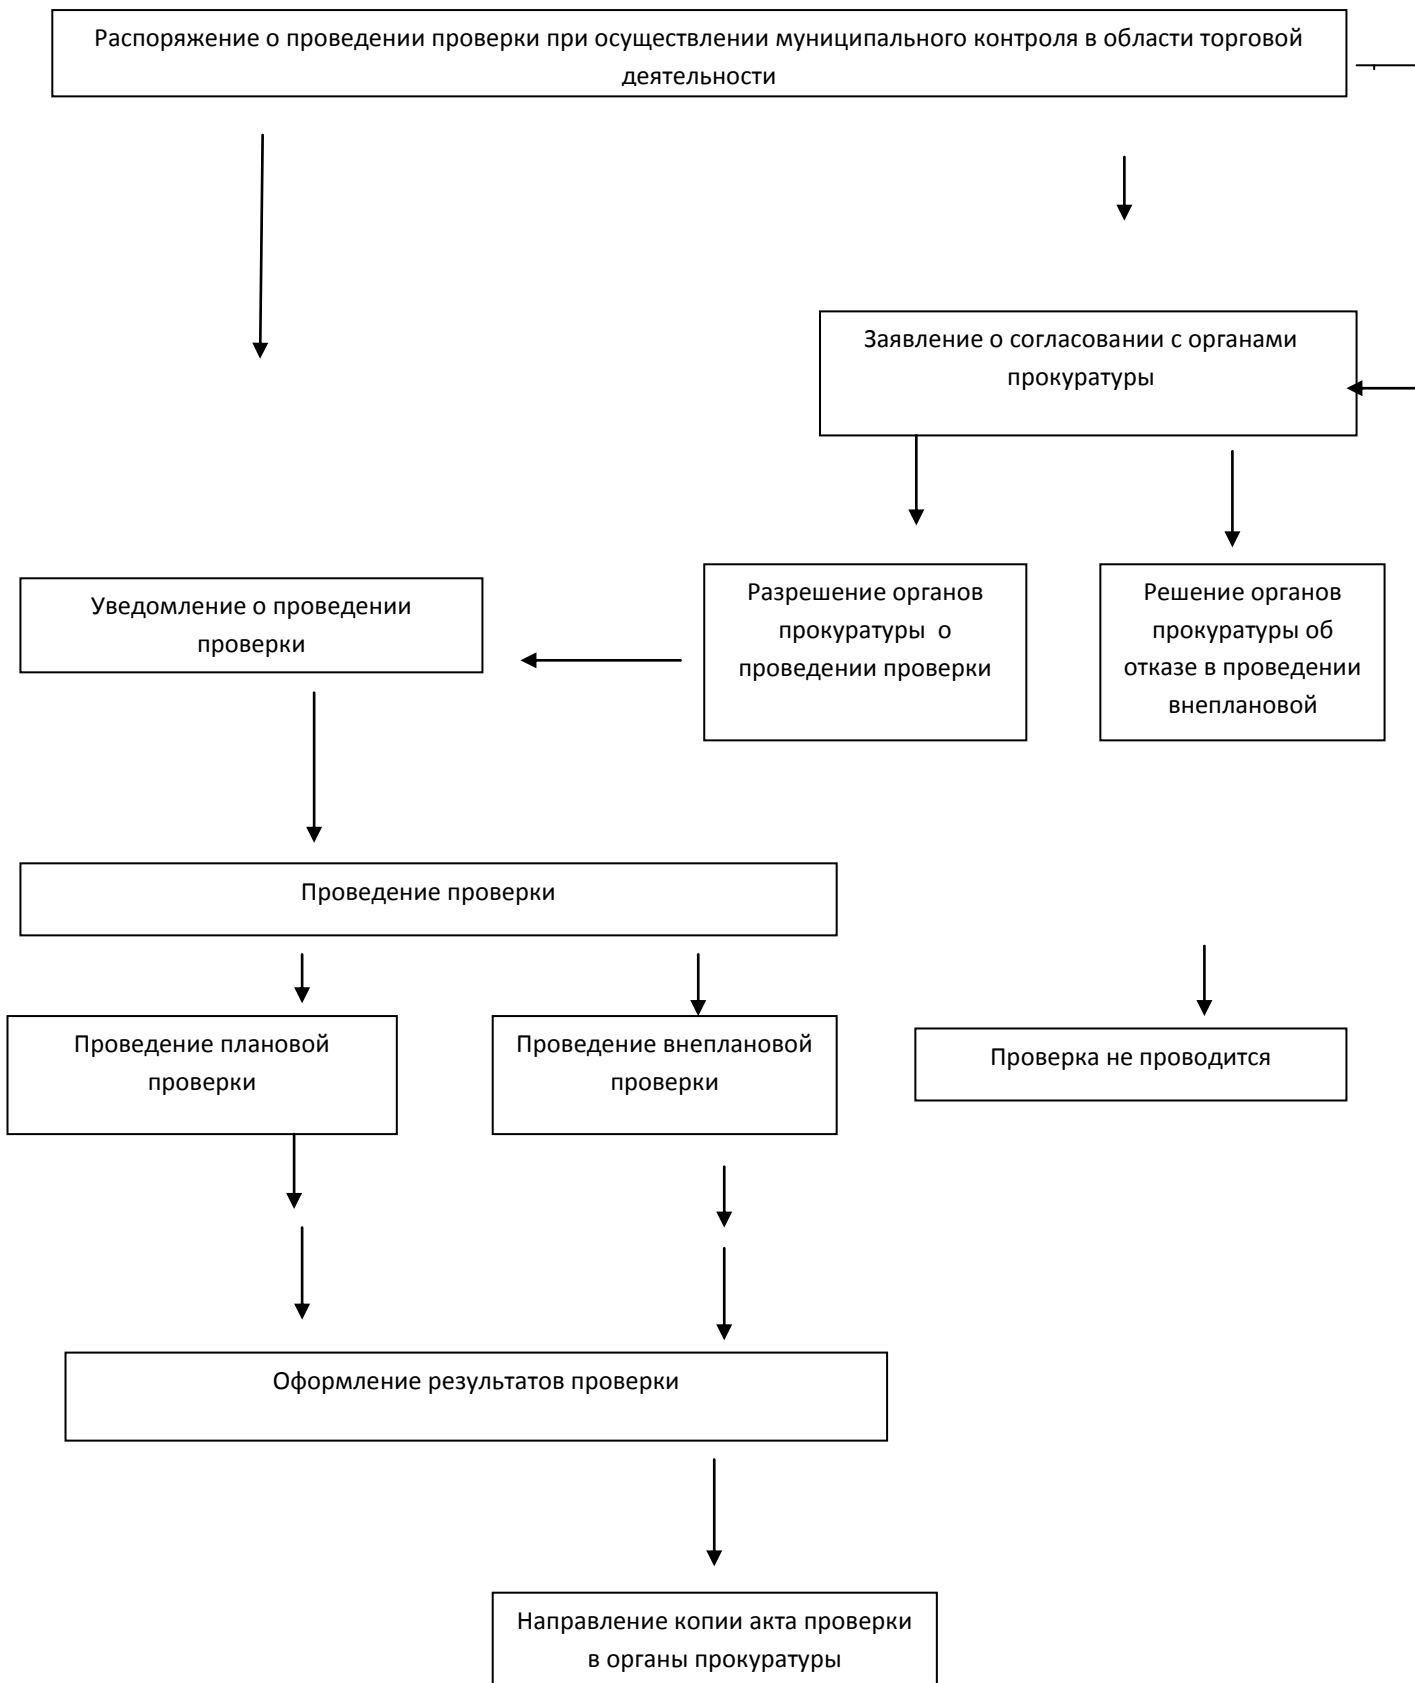 Распоряжение о проведении проверки при осуществлении муниципального контроля в области торговой
деятельности
Заявление о согласовании с органами
прокуратуры
Уведомление о проведении
проверки
Разрешение органов
прокуратуры о
проведении проверки
Решение органов
прокуратуры об
отказе в проведении
внеплановой
Проведение проверки
Проведение плановой
проверки
Проведение внеплановой
проверки
Проверка не проводится
Оформление результатов проверки
Направление копии акта проверки
в органы прокуратуры